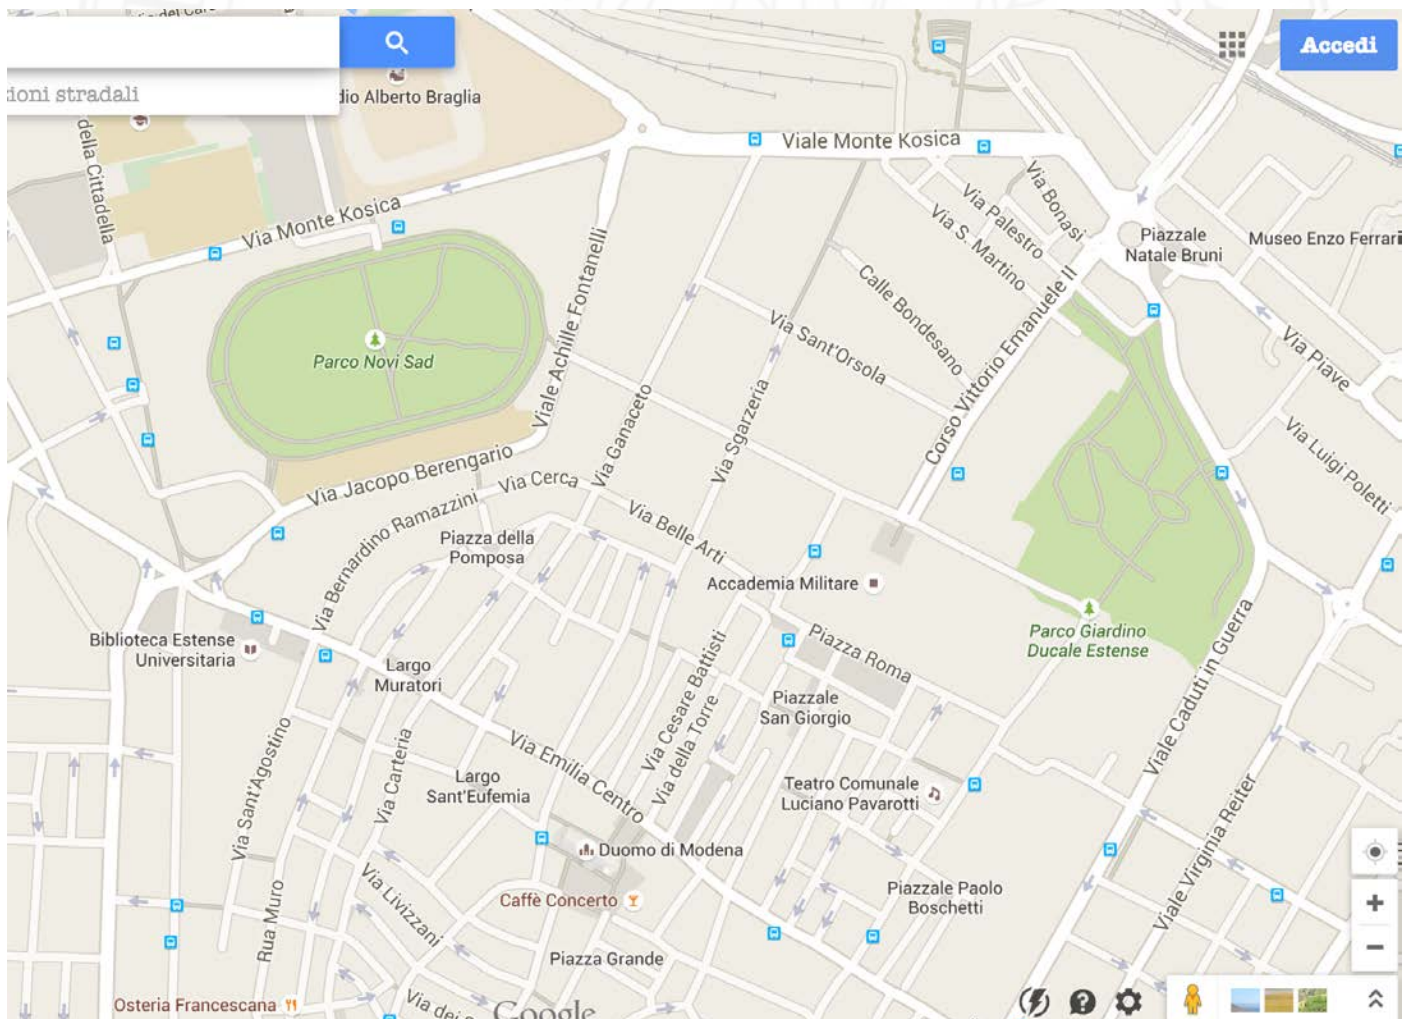 Accedi
ioni stradali
dio Alberto Braglia
Viale Monte Kosica
della Cittadella
Via Monte Kosica
Via Bonasi
Via Palestro
Via S. Martino
Piazzale
Natale Bruni
Museo Enzo Ferrari
Viale Achille Fontanelli
Calle Bondesano
Corso Vittorio Emanuele II
Via Sant'Orsola
Via Piave
Parco Novi Sad
Via Ganaceto
Via Sgarzeria
Via Luigi Poletti
Via Jacopo Berengario
Via Cerca
Via Bernardino Ramazzini
Via Belle Arti
Piazza della
Pomposa
Accademia Militare
Biblioteca Estense
Universitaria
Largo
Muratori
Piazza Roma
Parco Giardino
Ducale Estense
Via Cesare Battisti
Via della Torre
Piazzale
San Giorgio
Viale Caduti in Guerra
Via Sant'Agostino
Via Carteria
Via Emilia Centro
Largo
Sant'Eufemia
Teatro Comunale
Luciano Pavarotti
Viale Virginia Reiter
Duomo di Modena
Caffè Concerto
Piazzale Paolo
Boschetti
Via Livizzani
Rua Muro
Piazza Grande
Osteria Francescana
Via dei
Google